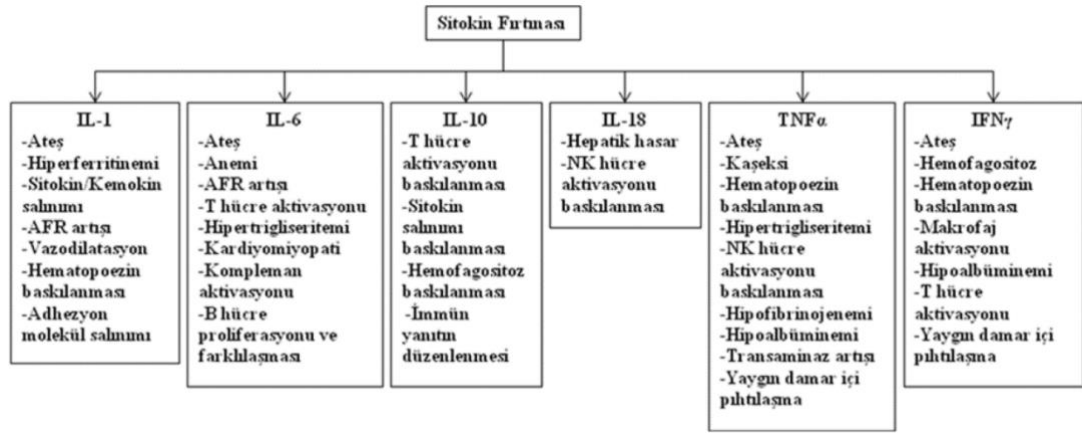 Sitokin Fırtınası
IL-1
-Ateş
-Hiperferritinemi
-Sitokin/Kemokin
salınımı
-AFR artışı
-Vazodilatasyon
-Hematopoezin
baskılanması
-Adhezyon
molekül salınımı
IL-6
-Ateş
-Anemi
-AFR artışı
-T hücre aktivasyonu
-Hipertrigliseritemi
-Kardiyomiyopati
-Kompleman
aktivasyonu
-B hücre
proliferasyonu ve
farklılaşması
IL-10
-T hücre
aktivasyonu
baskılanması
-Sitokin
salınımı
baskılanması
-Hemofagositoz
baskılanması
-İmmün
yanıtın
düzenlenmesi
IL-18
-Hepatik hasar
-NK hücre
aktivasyonu
baskılanması
TNFα
-Ateş
-Kaşeksi
-Hematopoezin
baskılanması
-Hipertrigliseritemi
-NK hücre
aktivasyonu
baskılanması
-Hipofibrinojenemi
-Hipoalbüminemi
-Transaminaz artışı
-Yaygın damar içi
pıhtılaşma
IFNγ
-Ateş
-Hemofagositoz
-Hematopoezin
baskılanması
-Makrofaj
aktivasyonu
-Hipoalbüminemi
-T hücre
aktivasyonu
-Yaygın damar içi
pıhtılaşma